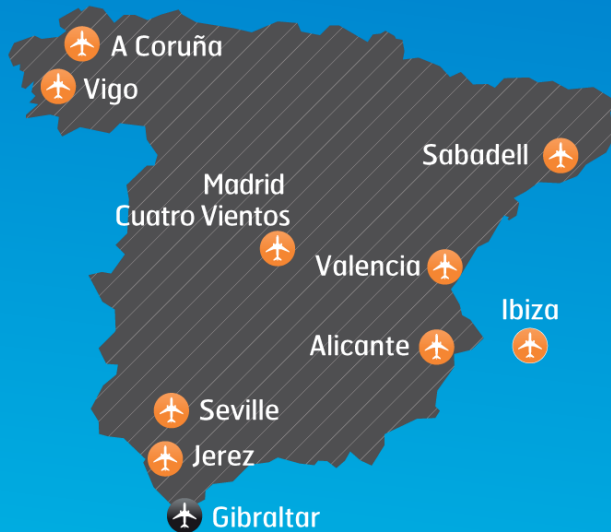 A Coruña
Vigo
Sabadell
Madrid
Cuatro Vientos
Valencia
Ibiza
Alicante
Seville
Jerez
Gibraltar